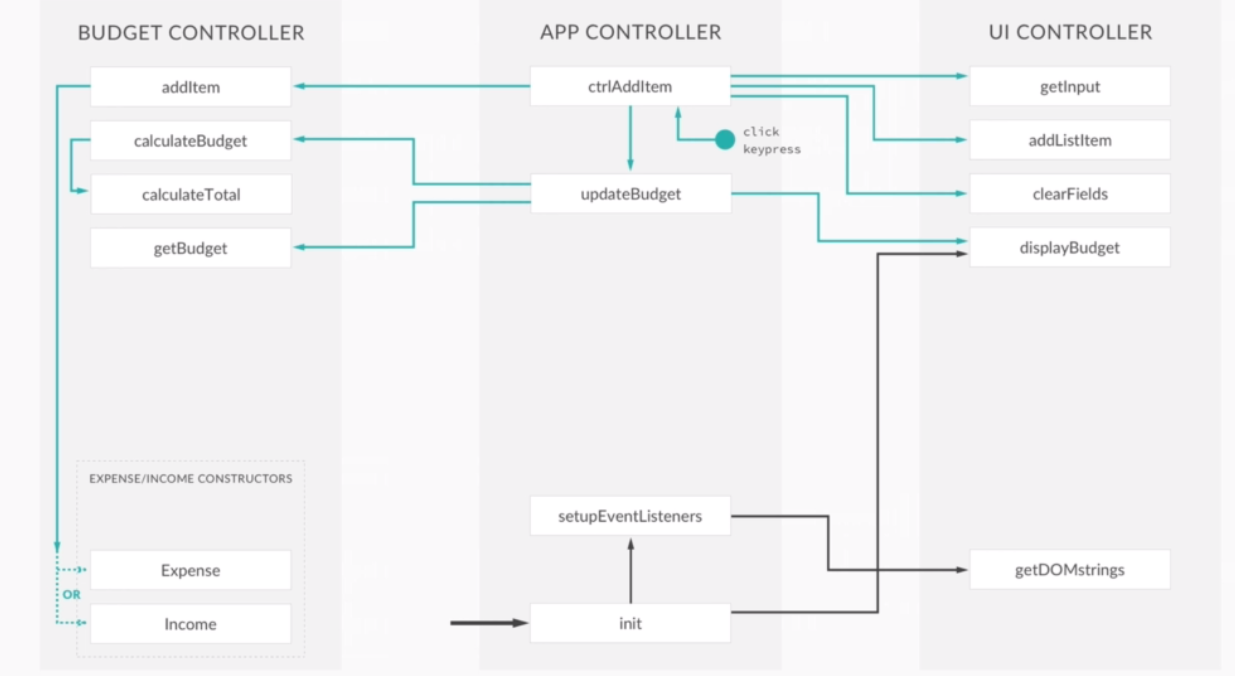 BUDGET CONTROLLER
APP CONTROLLER
UI CONTROLLER
addItem
ctrlAddItem
getInput
calculateBudget
click
keypress
addListItem
calculateTotal
updateBudget
clearFields
getBudget
displayBudget
EXPENSE/INCOME CONSTRUCTORS
setupEventListeners
Expense
getDOMstrings
OR
Income
init